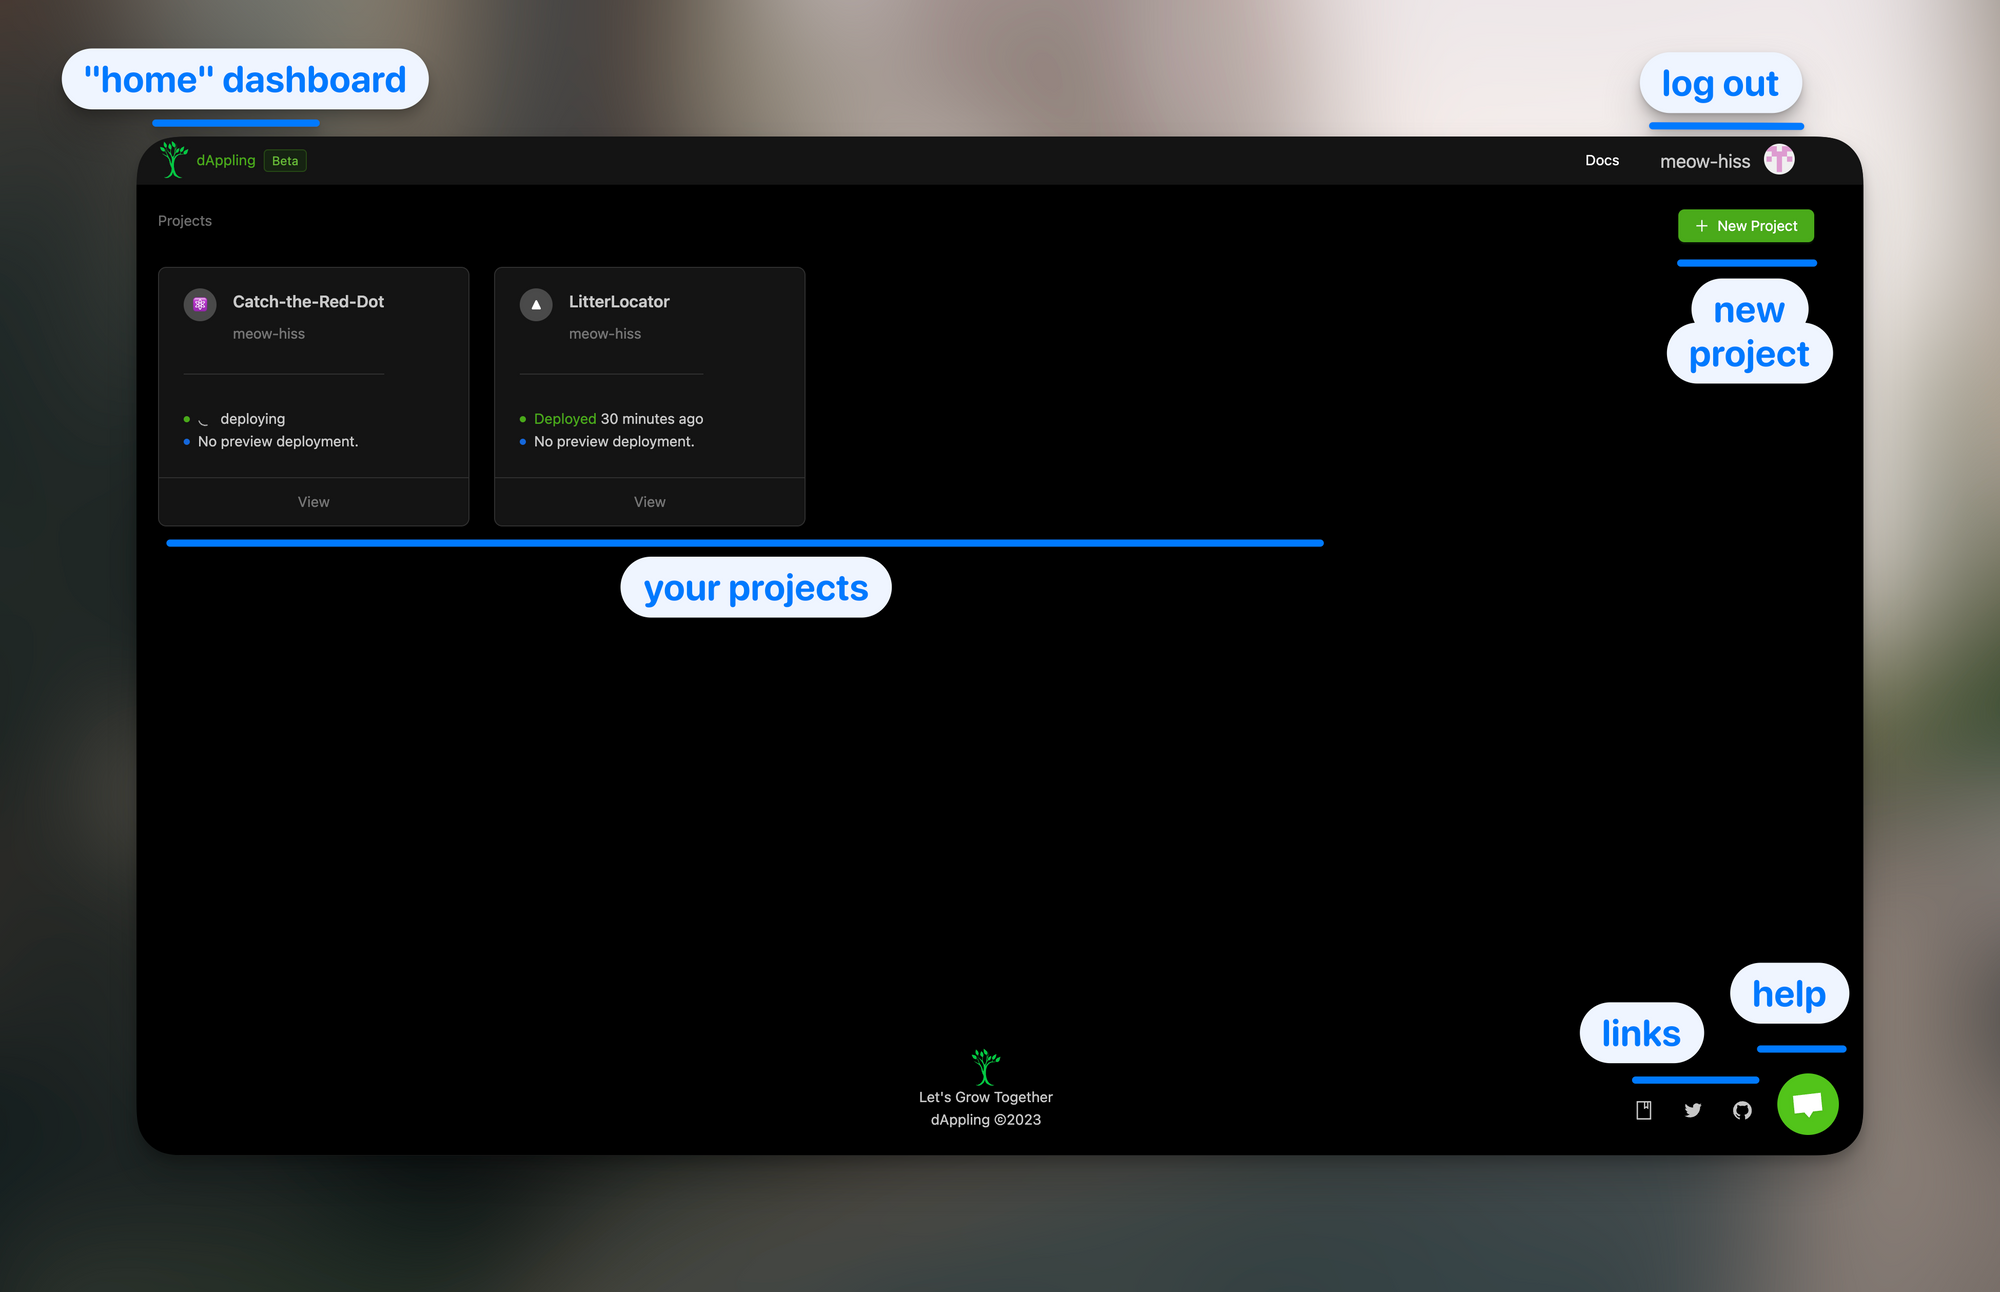 "home" dashboard
log out
dAppling Beta
Docs
meow-hiss
Projects
+ New Project
new
project
Catch-the-Red-Dot
meow-hiss
deploying
No preview deployment.
View
LitterLocator
meow-hiss
Deployed 30 minutes ago
No preview deployment.
View
your projects
help
links
Let's Grow Together
dAppling ©2023